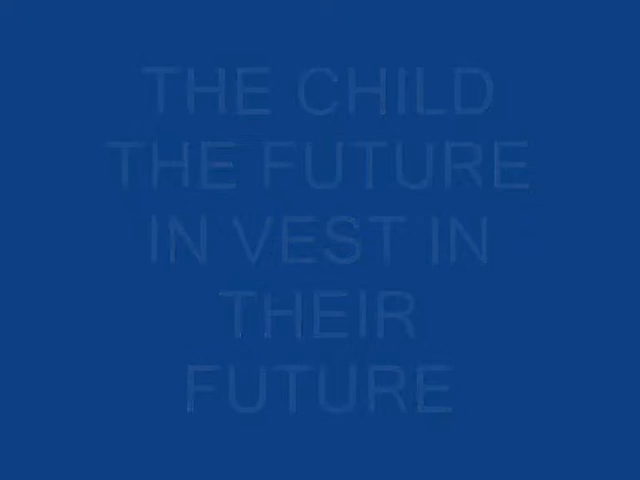 THE CHILD
THE FUTURE
IN VEST IN
THEIR
FUTURE